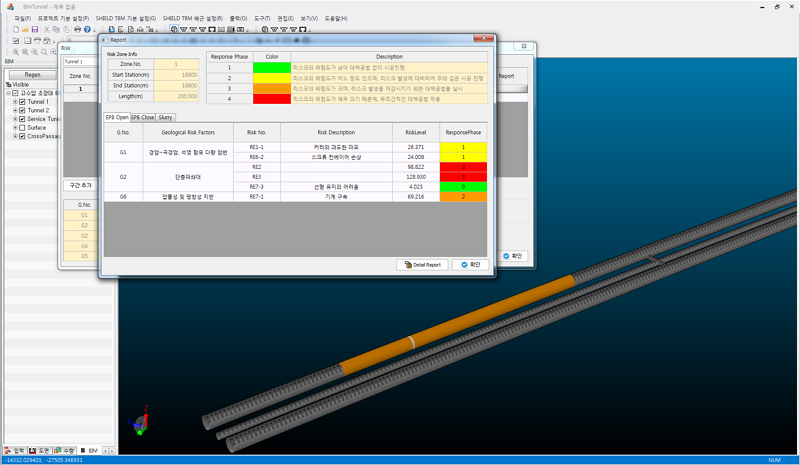 BimTunnel - 제목 없음
파일(F) 프로젝트 기본 설정(P) SHIELD TBM 기본 설정(G) SHIELD TBM 배근 설정(R) 출력(O) 도구(T) 편집(E) 보기(V) 도움말(H)
BIM
Regen
Visible
고수압 초장대
Tunnel 1
Tunnel 2
Service Tun
Surface
CrossPassa
입력 도면 수량 BIM
Risk
Tunnel 1
Zone No.
1
구간 추가
G.No.
G1
G2
G2
G4
G5
Report
확인
Report
Risk Zone Info
Zone.No. 1
Start Station(m) 16600
End Station(m) 16800
Length(m) 200.000
Response Phase Color Description
1 리스크의 위험도가 낮아 대책공법 없이 시공진행
2 리스크의 위험도가 어느 정도 있으며, 리스크 발생에 대비하여 주의 깊은 시공 진행
3 리스크의 위험도가 크며, 리스크 발생을 저감시키기 위한 대책공법을 실시
4 리스크의 위험도가 매우 크기 때문에, 무조건적인 대책공법 적용
EPB Open EPB Close Slurry
G.No. Geological Risk Factors Risk No. Risk Description RiskLevel ResponsePhase
G1 경암~극경암, 석영 함유 다량 암반 RE1-1 커터의 과도한 마모 26.371 1
RE6-2 스크류 컨베이어 손상 24.008 1
G2 단층파쇄대 RE2 98.822
RE3 128.930
RE7-3 선형 유지의 어려움 4.023 0
G6 압출성 및 팽창성 지반 RE7-1 기계 구속 69.216 2
Detail Report 확인
-14332.029403, -27505.346931 NUM